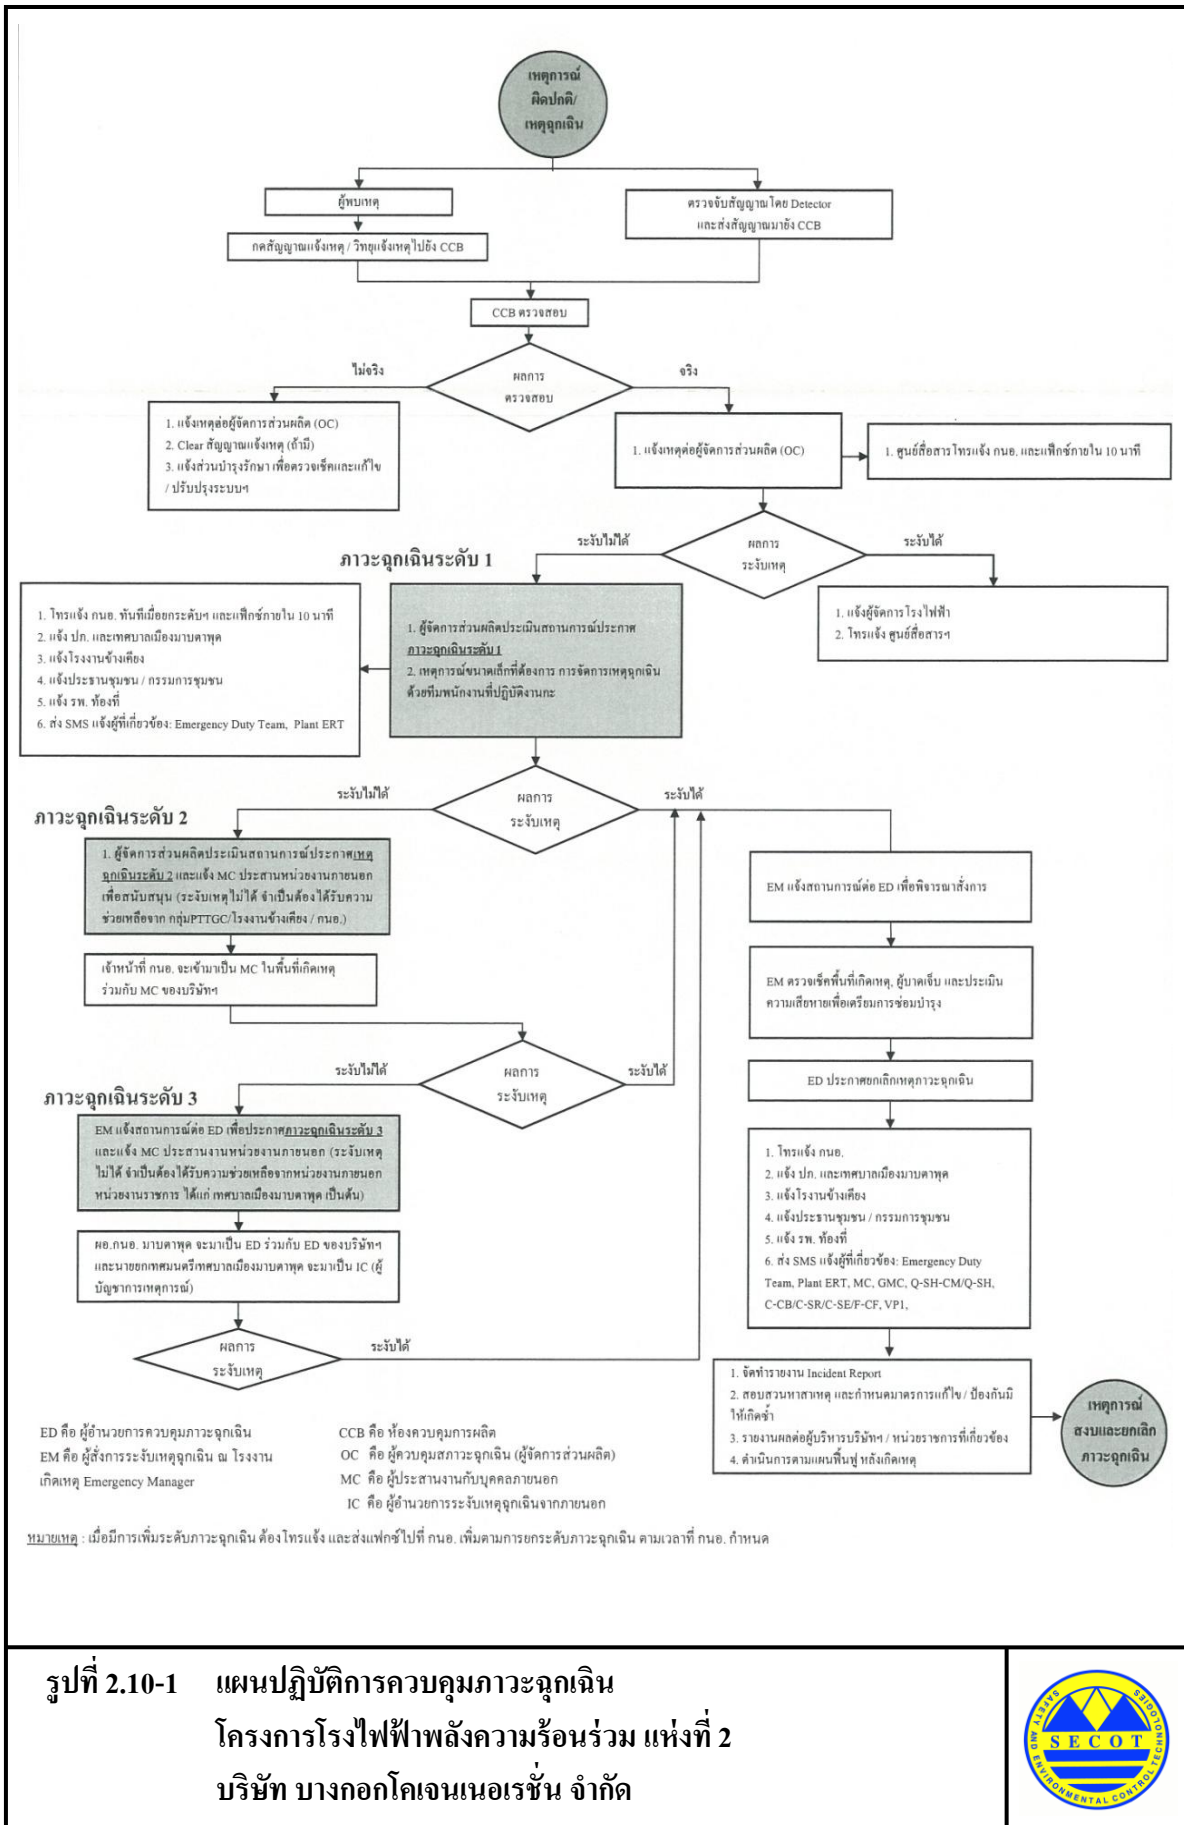 เหตุการณ์
ผิดปกติ/
เหตุฉุกเฉิน
ผู้พบเหตุ
ตรวจจับสัญญาณโดย Detector
และส่งสัญญาณมายัง CCB
กดสัญญาณแจ้งเหตุ / วิทยุแจ้งเหตุไปยัง CCB
CCB ตรวจสอบ
ไม่จริง
ผลการ
ตรวจสอบ
จริง
1. แจ้งเหตุต่อผู้จัดการส่วนผลิต (OC)
2. Clear สัญญาณแจ้งเหตุ (ถ้ามี)
3. แจ้งส่วนบำรุงรักษา เพื่อตรวจเช็คและแก้ไข
/ ปรับปรุงระบบฯ
1. แจ้งเหตุต่อผู้จัดการส่วนผลิต (OC)
1. ศูนย์สื่อสารโทรแจ้ง กนอ. และแฟ็กซ์ภายใน 10 นาที
ระงับไม่ได้
ผลการ
ระงับเหตุ
ระงับได้
ภาวะฉุกเฉินระดับ 1
1. โทรแจ้ง กนอ. ทันทีเมื่อยกระดับฯ และแฟ็กซ์ภายใน 10 นาที
2. แจ้ง ปภ. และเทศบาลเมืองมาบตาพุด
3. แจ้งโรงงานข้างเคียง
4. แจ้งประธานชุมชน / กรรมการชุมชน
5. แจ้ง รพ. ท้องที่
6. ส่ง SMS แจ้งผู้ที่เกี่ยวข้อง: Emergency Duty Team, Plant ERT
1. ผู้จัดการส่วนผลิตประเมินสถานการณ์ประกาศ
ภาวะฉุกเฉินระดับ 1
2. เหตุการณ์ขนาดเล็กที่ต้องการ การจัดการเหตุฉุกเฉิน
ด้วยทีมพนักงานที่ปฏิบัติงานกะ
1. แจ้งผู้จัดการโรงไฟฟ้า
2. โทรแจ้ง ศูนย์สื่อสารฯ
ระงับไม่ได้
ผลการ
ระงับเหตุ
ระงับได้
ภาวะฉุกเฉินระดับ 2
1. ผู้จัดการส่วนผลิตประเมินสถานการณ์ประกาศเหตุ
ฉุกเฉินระดับ 2 และแจ้ง MC ประสานหน่วยงานภายนอก
เพื่อสนับสนุน (ระงับเหตุไม่ได้ จำเป็นต้องได้รับความ
ช่วยเหลือจาก กลุ่มPTTGC/โรงงานข้างเคียง / กนอ.)
เจ้าหน้าที่ กนอ. จะเข้ามาเป็น MC ในพื้นที่เกิดเหตุ
ร่วมกับ MC ของบริษัทฯ
EM แจ้งสถานการณ์ต่อ ED เพื่อพิจารณาสั่งการ
EM ตรวจเช็คพื้นที่เกิดเหตุ, ผู้บาดเจ็บ และประเมิน
ความเสียหายเพื่อเตรียมการซ่อมบำรุง
ระงับไม่ได้
ผลการ
ระงับเหตุ
ระงับได้
ED ประกาศยกเลิกเหตุภาวะฉุกเฉิน
ภาวะฉุกเฉินระดับ 3
EM แจ้งสถานการณ์ต่อ ED เพื่อประกาศภาวะฉุกเฉินระดับ 3
และแจ้ง MC ประสานงานหน่วยงานภายนอก (ระงับเหตุ
ไม่ได้ จำเป็นต้องได้รับความช่วยเหลือจากหน่วยงานภายนอก
หน่วยงานราชการ ได้แก่ เทศบาลเมืองมาบตาพุด เป็นต้น)
ผอ.กนอ. มาบตาพุด จะมาเป็น ED ร่วมกับ ED ของบริษัทฯ
และนายยกเทศมนตรีเทศบาลเมืองมาบตาพุด จะมาเป็น IC (ผู้
บัญชาการเหตุการณ์)
1. โทรแจ้ง กนอ.
2. แจ้ง ปภ. และเทศบาลเมืองมาบตาพุด
3. แจ้งโรงานข้างเคียง
4. แจ้งประธานชุมชน / กรรมการชุมชน
5. แจ้ง รพ. ท้องที่
6. ส่ง SMS แจ้งผู้ที่เกี่ยวข้อง: Emergency Duty
Team, Plant ERT, MC, GMC, Q-SH-CM/Q-SH,
C-CB/C-SR/C-SE/F-CF, VP1,
ผลการ
ระงับเหตุ
ระงับได้
1. จัดทำรายงาน Incident Report
2. สอบสวนหาสาเหตุ และกำหนดมาตรการแก้ไข / ป้องกันมิ
ให้เกิดซ้ำ
3. รายงานผลต่อผู้บริหารบริษัทฯ / หน่วยราชการที่เกี่ยวข้อง
4. ดำเนินการตามแผนฟื้นฟู หลังเกิดเหตุ
เหตุการณ์
สงบและยกเลิก
ภาวะฉุกเฉิน
ED คือ ผู้อำนวยการควบคุมภาวะฉุกเฉิน
EM คือ ผู้สั่งการระงับเหตุฉุกเฉิน ณ โรงงาน
เกิดเหตุ Emergency Manager
CCB คือ ห้องควบคุมการผลิต
OC คือ ผู้ควบคุมสภาวะฉุกเฉิน (ผู้จัดการส่วนผลิต)
MC คือ ผู้ประสานงานกับบุคคลภายนอก
IC คือ ผู้อำนวยการระงับเหตุฉุกเฉินจากภายนอก
หมายเหตุ : เมื่อมีการเพิ่มระดับภาวะฉุกเฉิน ต้องโทรแจ้ง และส่งแฟกซ์ไปที่ กนอ. เพิ่มตามการยกระดับภาวะฉุกเฉิน ตามเวลาที่ กนอ. กำหนด
รูปที่ 2.10-1 แผนปฏิบัติการควบคุมภาวะฉุกเฉิน
โครงการโรงไฟฟ้าพลังความร้อนร่วม แห่งที่ 2
บริษัท บางกอกโคเจนเนอเรชั่น จำกัด
SAFETY AND ENVIRONMENTAL CONTROL TECHNOLOGIES
SECOT